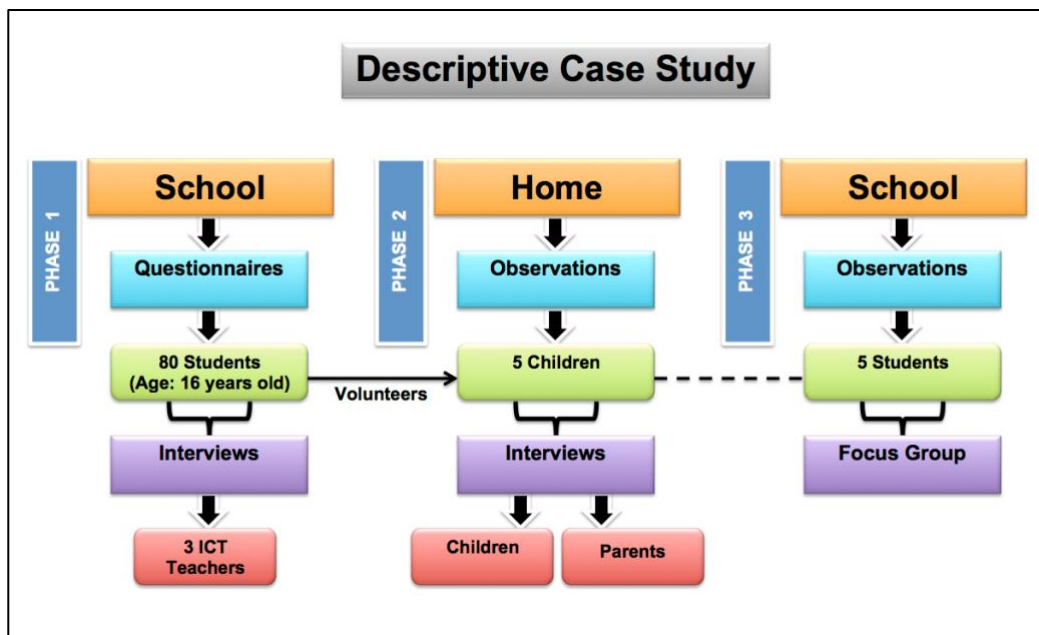 Descriptive Case Study
PHASE 1
School
Questionnaires
80 Students
(Age: 16 years old)
Volunteers
Interviews
3 ICT
Teachers
PHASE 2
Home
Observations
5 Children
Interviews
Children
Parents
PHASE 3
School
Observations
5 Students
Focus Group